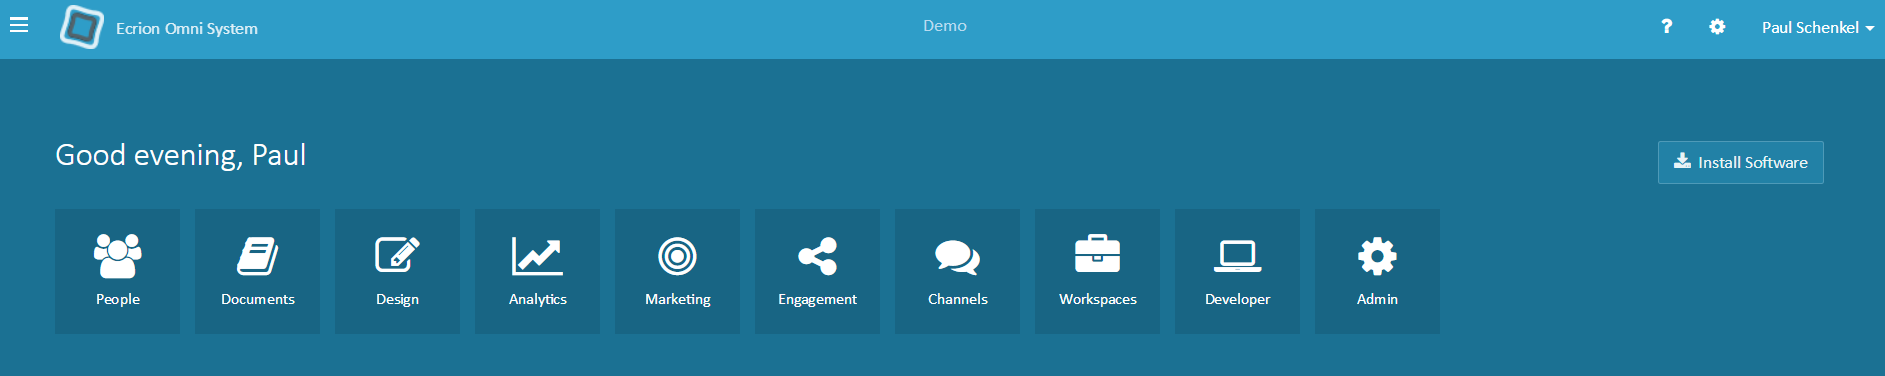 Ecrion Omni System
Demo
?
Paul Schenkel
Good evening, Paul
Install Software
People
Documents
Design
Analytics
Marketing
Engagement
Channels
Workspaces
Developer
Admin